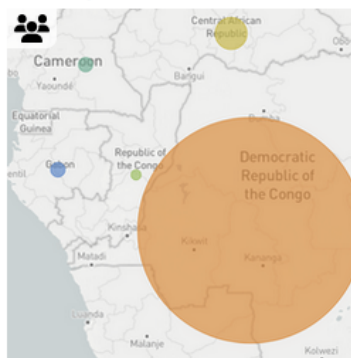 Central African
Republic
Obo
Cameroon
Bangui
Yaoundé
Equatorial
Guinea
Gabon
Republic of
the Congo
Democratic
Republic of
the Congo
Kinshasa
Kikwit
Kananga
Matadi
Luanda
Malanje
Kolwezi